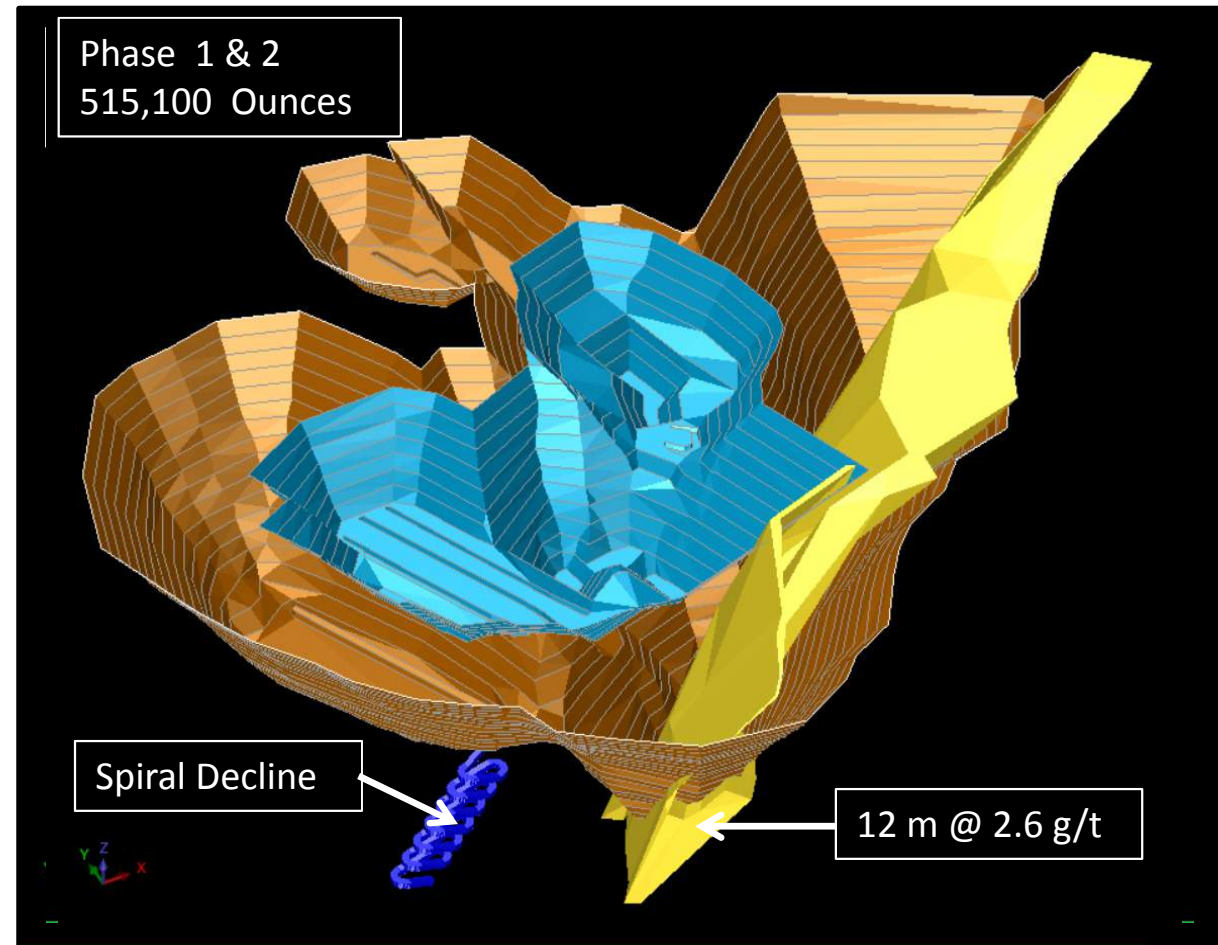 Phase 1 & 2
515,100 Ounces
Spiral Decline
12 m @ 2.6 g/t
Y Z
X